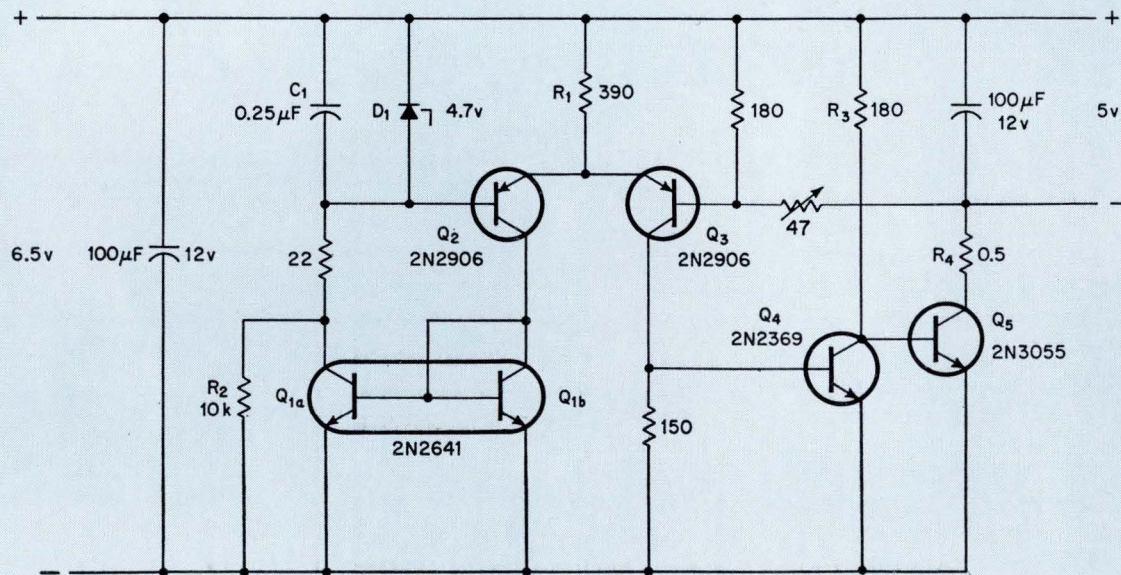 +
+
C1
0.25μF
D1
4.7v
R1
390
180
R3
180
100μF
12v
5v
Q2
2N2906
Q3
2N2906
47
−
6.5v
100μF
12v
22
R4
0.5
Q4
2N2369
Q5
2N3055
R2
10k
Q1a
Q1b
2N2641
150
−